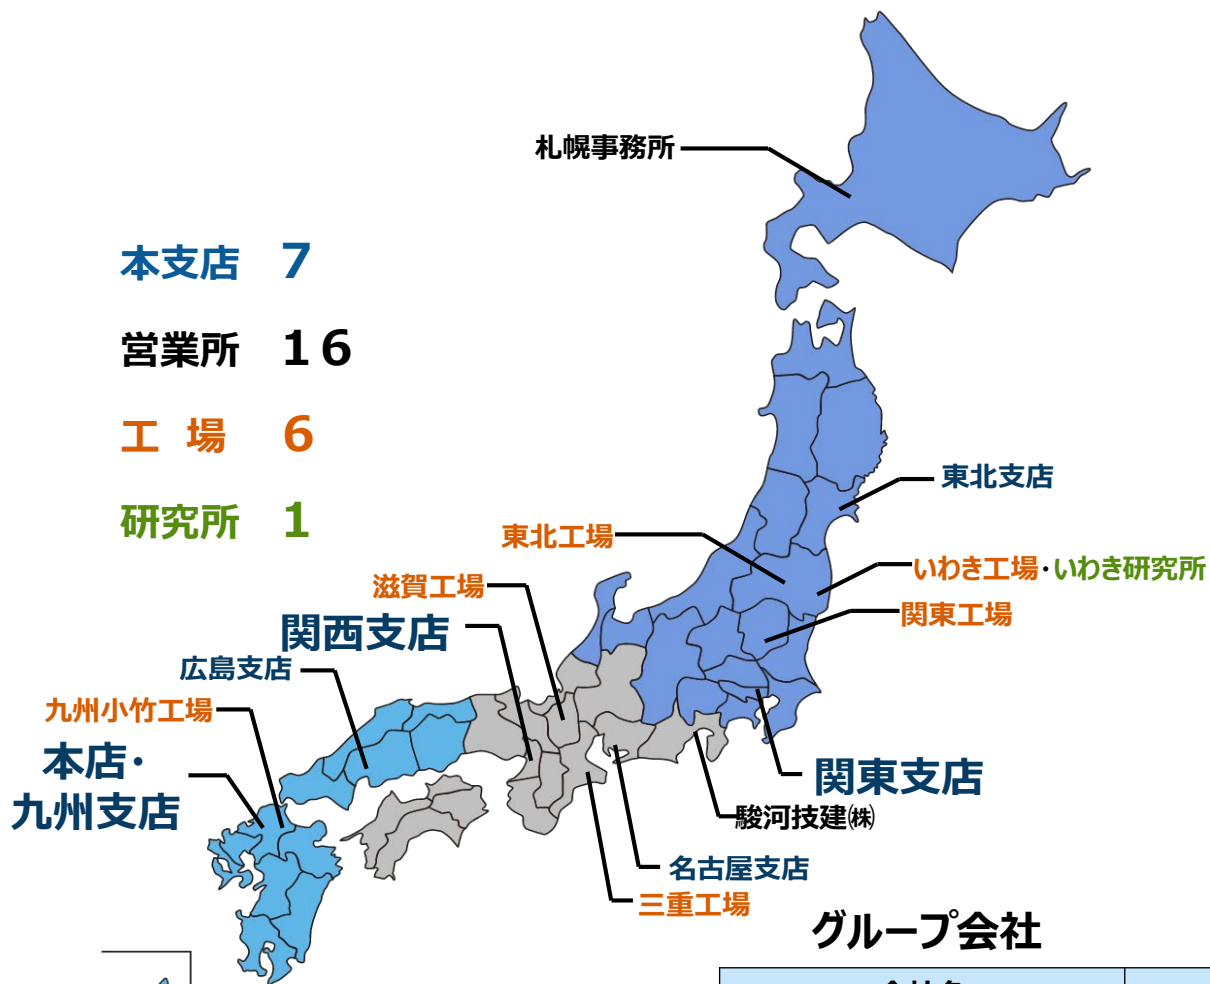 札幌事務所
本支店 7
営業所 16
工 場 6
研究所 1
東北支店
東北工場
いわき工場・いわき研究所
滋賀工場
関東工場
関西支店
広島支店
九州小竹工場
本店・
九州支店
関東支店
駿河技建㈱
名古屋支店
三重工場
グループ会社